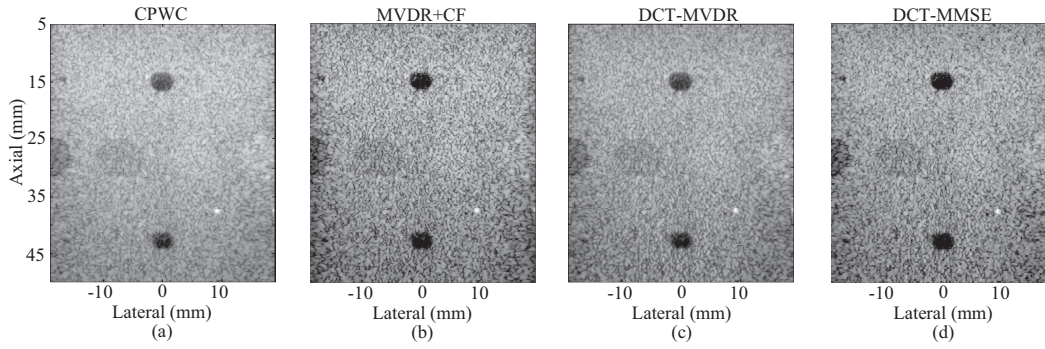 CPWC MVDR+CF DCT-MVDR DCT-MMSE
5
15
25
35
45
Axial (mm)
-10 0 10 -10 0 10 -10 0 10 -10 0 10
Lateral (mm) Lateral (mm) Lateral (mm) Lateral (mm)
(a) (b) (c) (d)